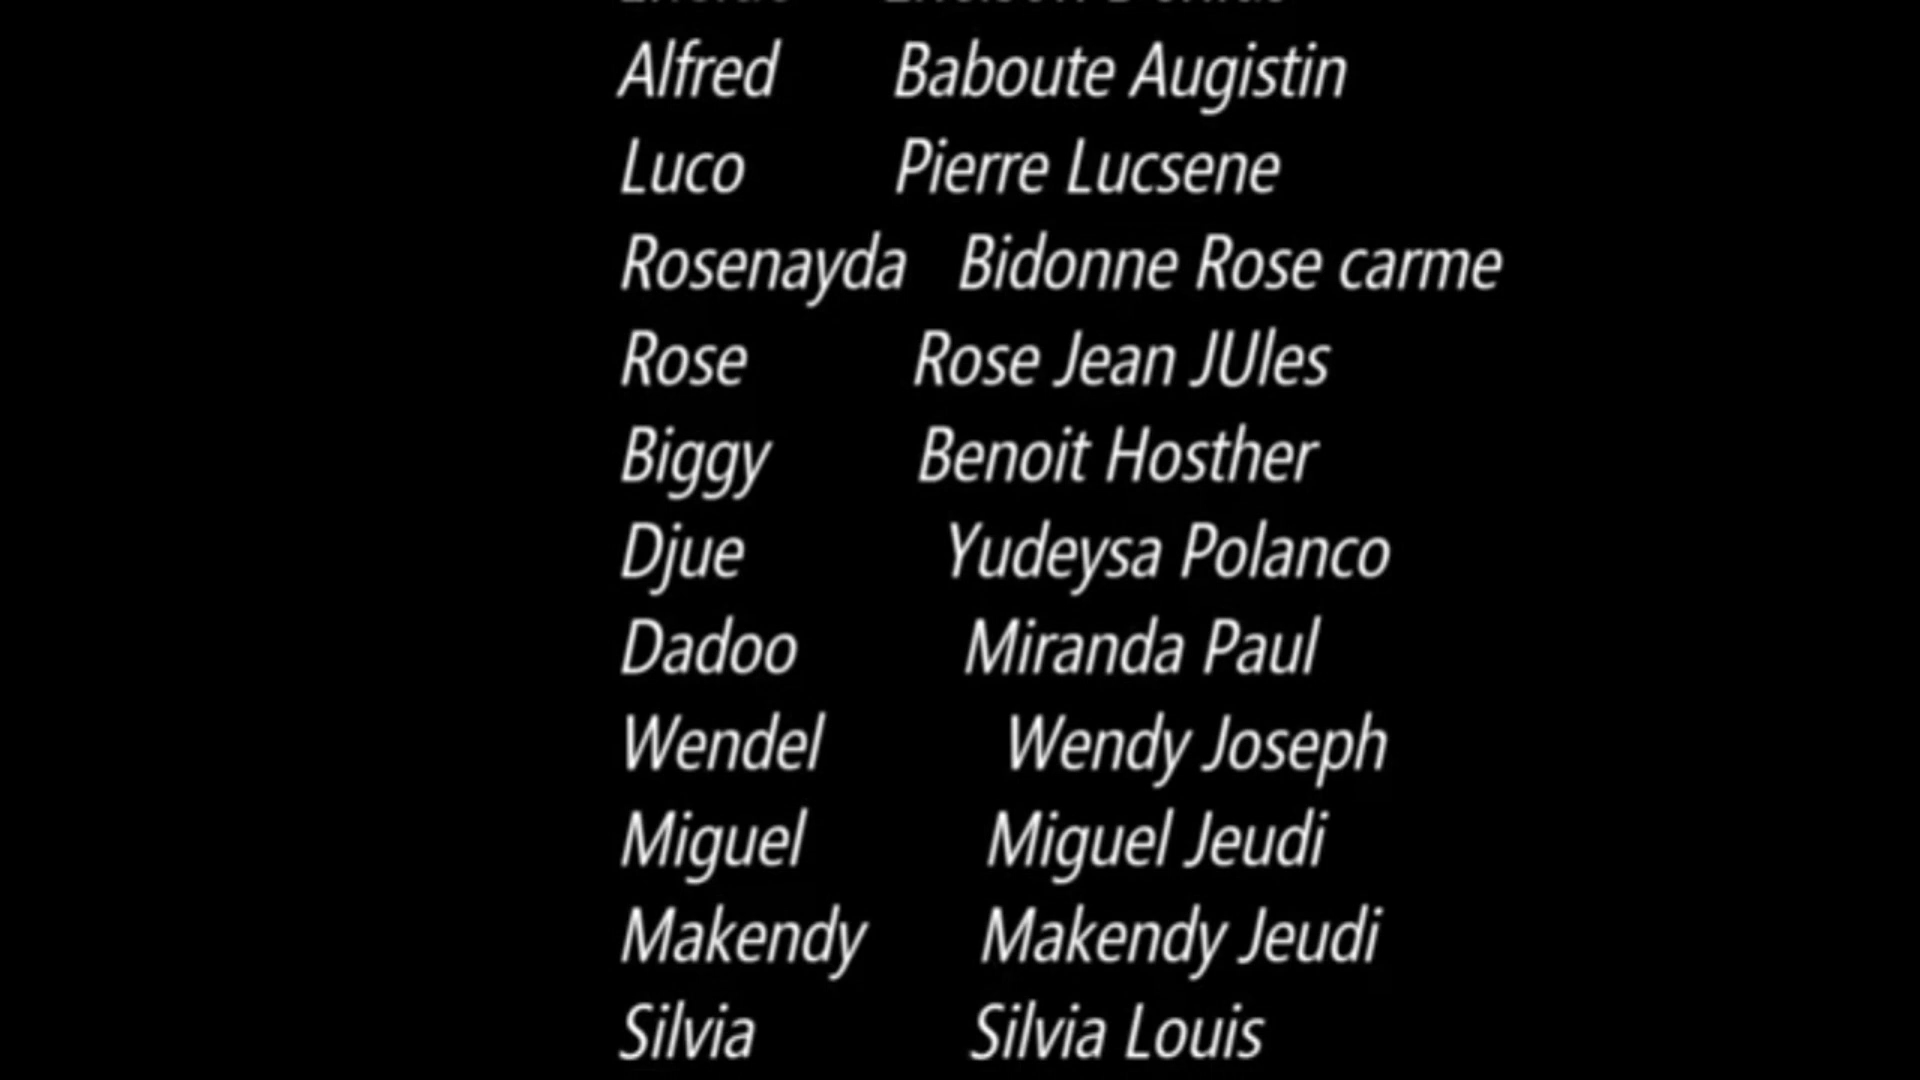 Alfred Baboute Augistin
Luco Pierre Lucsene
Rosenayda Bidonne Rose carme
Rose Rose Jean JUles
Biggy Benoit Hosther
Djue Yudeysa Polanco
Dadoo Miranda Paul
Wendel Wendy Joseph
Miguel Miguel Jeudi
Makendy Makendy Jeudi
Silvia Silvia Louis